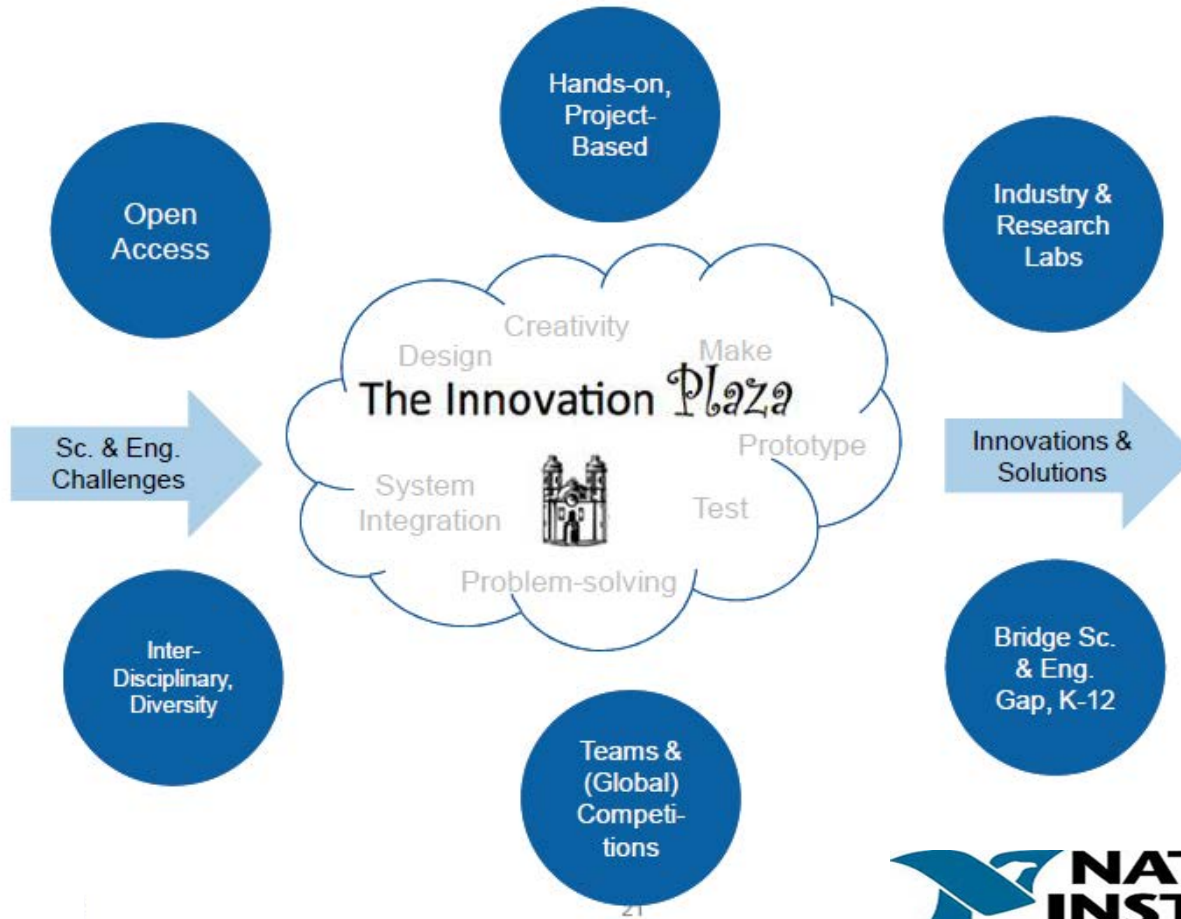 Hands-on,
Project-
Based
Open
Access
Industry &
Research
Labs
Creativity
Design
Make
The Innovation Plaza
Sc. & Eng.
Challenges
Prototype
Innovations &
Solutions
System
Integration
Test
Problem-solving
Inter-
Disciplinary,
Diversity
Bridge Sc.
& Eng.
Gap, K-12
Teams &
(Global)
Competi-
tions
21
NAT
INST